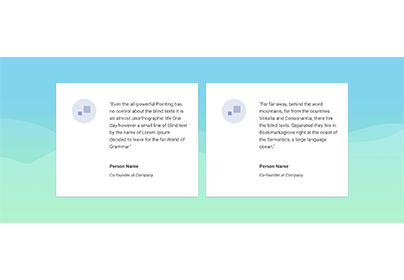 "Even the all-powerful Pointing has
no control about the blind texts it is
an almost unorthographic life One
day however a small line of blind text
by the name of Lorem Ipsum
decided to leave for the far World of
Grammar."
Person Name
Co-founder at Company
"Far far away, behind the word
mountains, far from the countries
Vokalia and Consonantia, there live
the blind texts. Separated they live in
Bookmarksgrove right at the coast of
the Semantics, a large language
ocean."
Person Name
Co-founder at Company